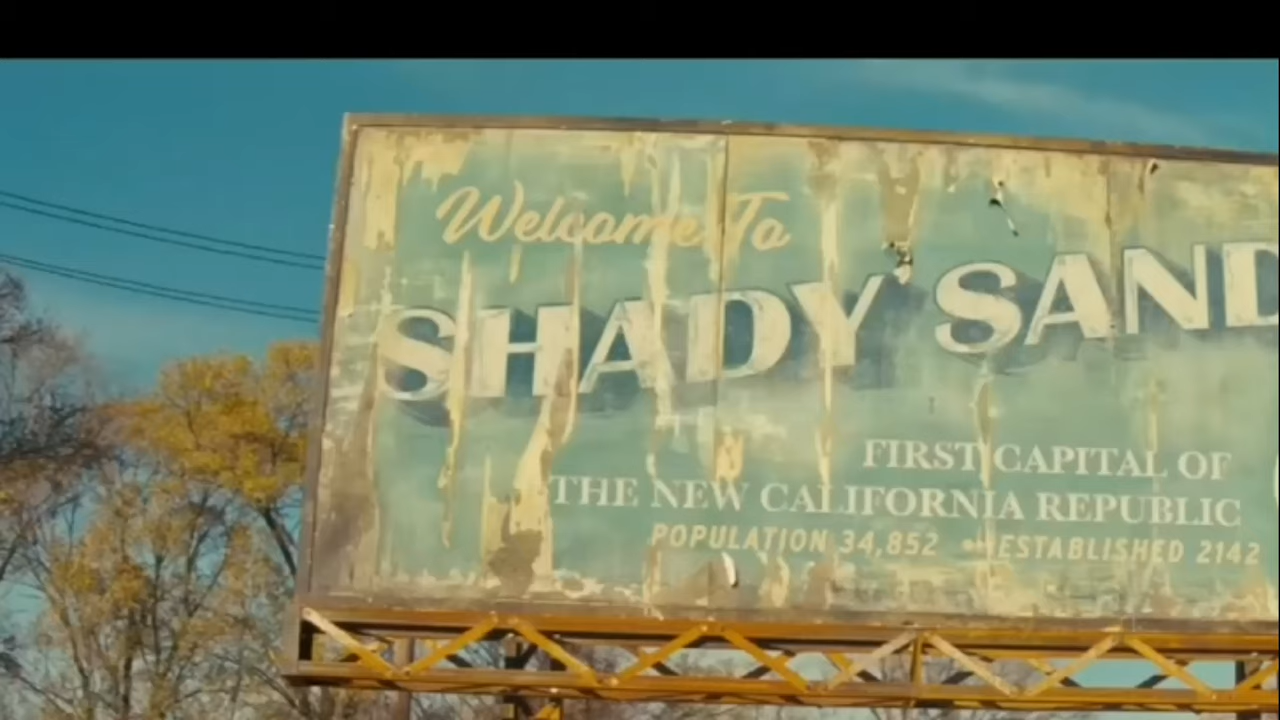 Welcome To
SHADY SAND
FIRST CAPITAL OF
THE NEW CALIFORNIA REPUBLIC
POPULATION 34,852 • ESTABLISHED 2142